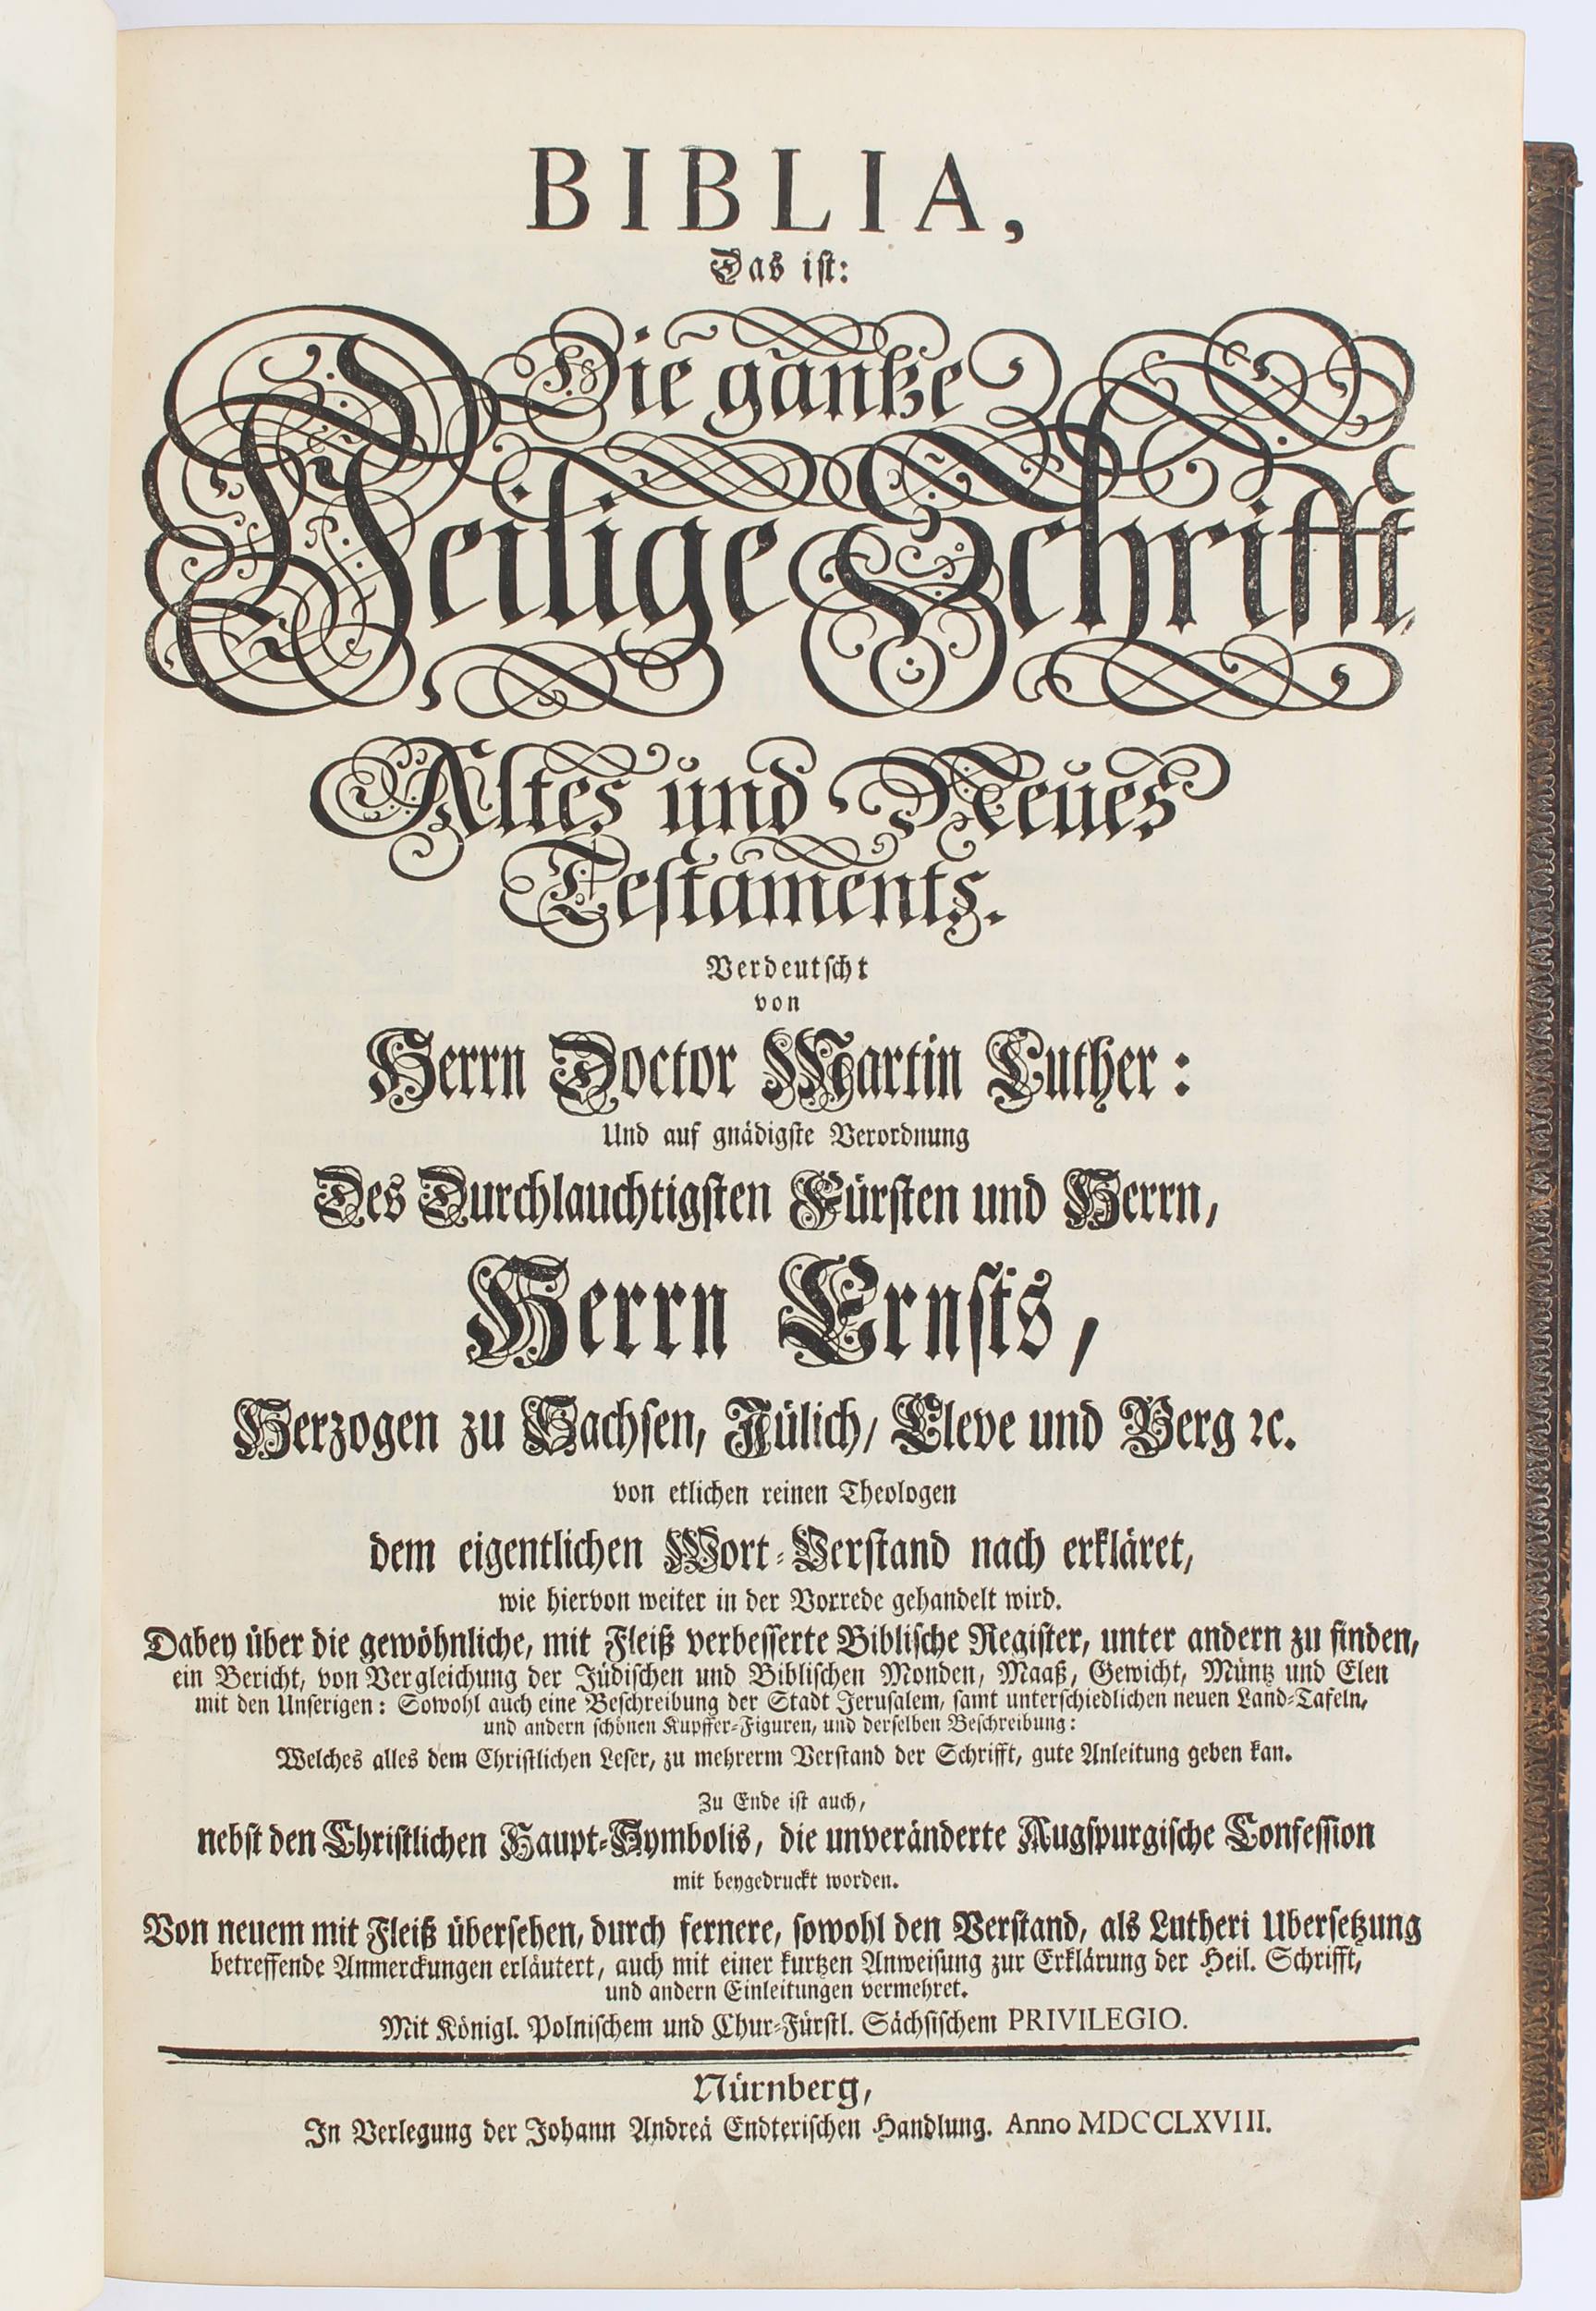 BIBLIA,
Das ist:
Die gantze
Heilige Schrifft
Altes und Neues
Testaments.
Verdeutscht
von
Herrn Doctor Martin Luther:
Und auf gnädigste Verordnung
Des Durchlauchtigsten Fürsten und Herrn,
Herrn Ernsts,
Herzogen zu Sachsen, Jülich, Cleve und Berg ꝛc.
von etlichen reinen Theologen
dem eigentlichen Wort-Verstand nach erkläret,
wie hiervon weiter in der Vorrede gehandelt wird.
Dabey über die gewöhnliche, mit Fleiß verbesserte Biblische Register, unter andern zu finden,
ein Bericht, von Vergleichung der Jüdischen und Biblischen Monden, Maaß, Gewicht, Müntz und Elen
mit den Unserigen: Sowohl auch eine Beschreibung der Stadt Jerusalem, samt unterschiedlichen neuen Land-Tafeln,
und andern schönen Kupffer-Figuren, und derselben Beschreibung:
Welches alles dem Christlichen Leser, zu mehrerm Verstand der Schrifft, gute Anleitung geben kan.
Zu Ende ist auch,
nebst den Christlichen Haupt-Symbolis, die unveränderte Augspurgische Confession
mit beygedruckt worden.
Von neuem mit Fleiß übersehen, durch fernere, sowohl den Verstand, als Lutheri Ubersetzung
betreffende Anmerckungen erläutert, auch mit einer kurtzen Anweisung zur Erklärung der Heil. Schrifft,
und andern Einleitungen vermehret.
Mit Königl. Polnischem und Chur-Fürstl. Sächsischem PRIVILEGIO.
Nürnberg,
In Verlegung der Johann Andreä Endterischen Handlung. Anno MDCCLXVIII.